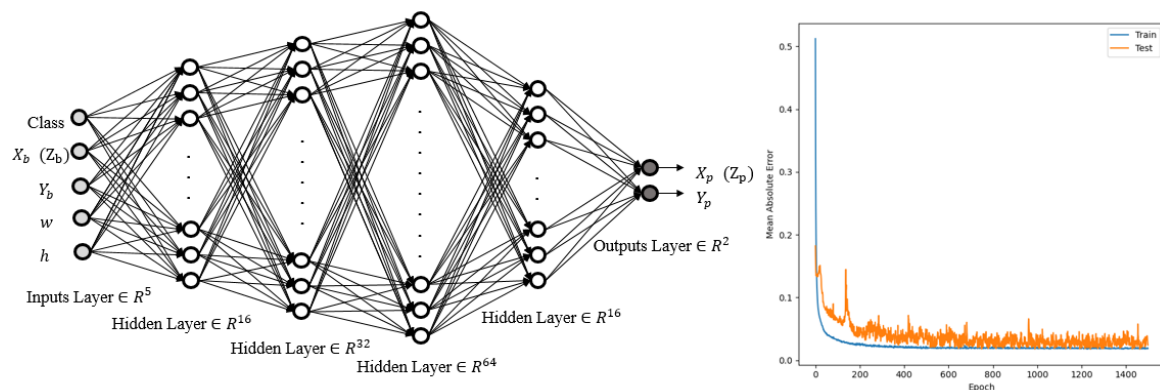 Class
X_b (Z_b)
Y_b
w
h
Inputs Layer ∈ R^5
Hidden Layer ∈ R^16
Hidden Layer ∈ R^32
Hidden Layer ∈ R^64
Hidden Layer ∈ R^16
Outputs Layer ∈ R^2
X_p (Z_p)
Y_p
Train
Test
Mean Absolute Error
0.5
0.4
0.3
0.2
0.1
0.0
0 200 400 600 800 1000 1200 1400
Epoch